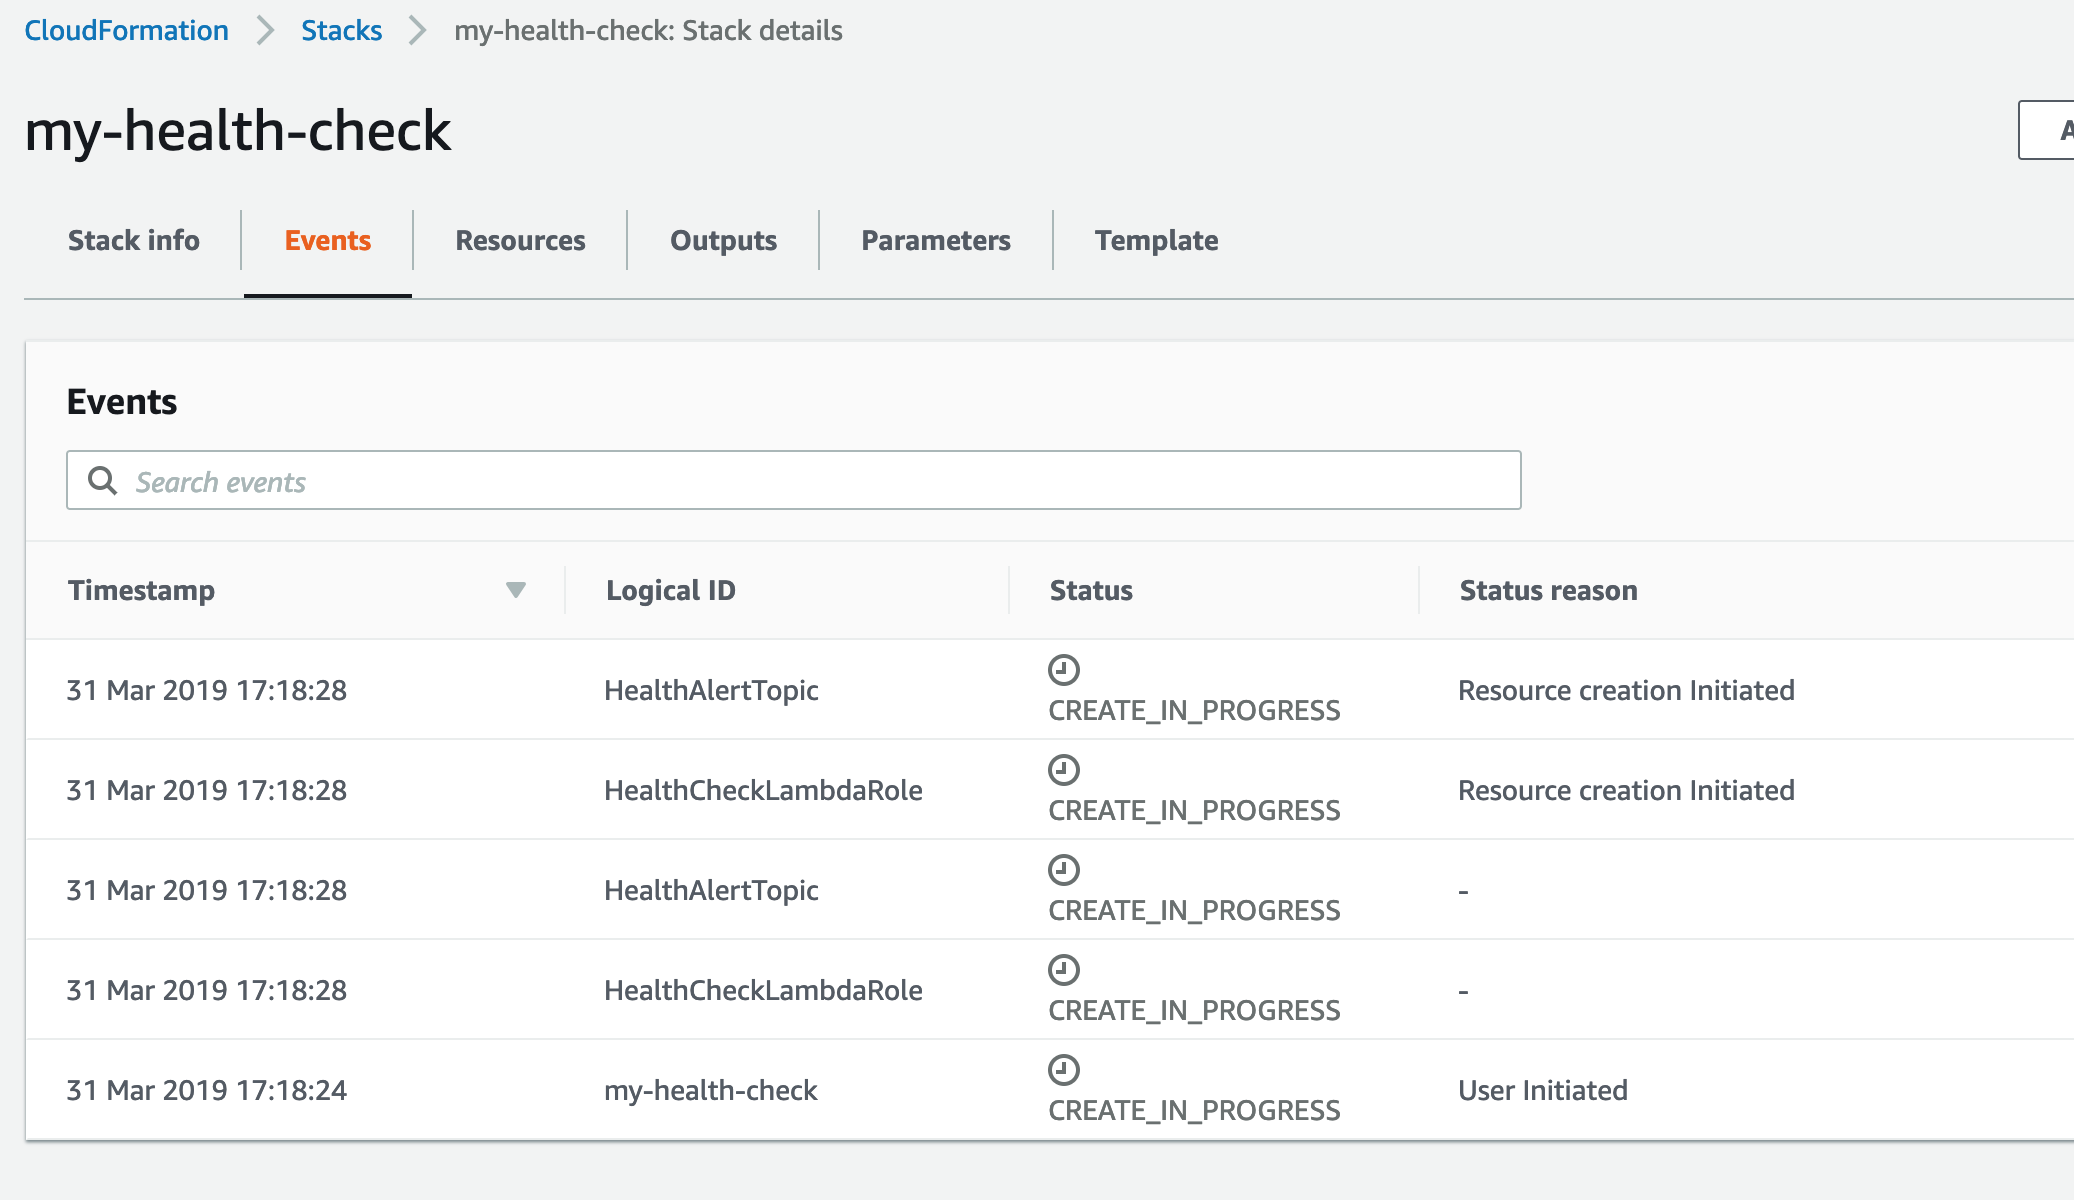 CloudFormation > Stacks > my-health-check: Stack details
my-health-check
Stack info Events Resources Outputs Parameters Template
Events
Search events
Timestamp Logical ID Status Status reason
31 Mar 2019 17:18:28 HealthAlertTopic CREATE_IN_PROGRESS Resource creation Initiated
31 Mar 2019 17:18:28 HealthCheckLambdaRole CREATE_IN_PROGRESS Resource creation Initiated
31 Mar 2019 17:18:28 HealthAlertTopic CREATE_IN_PROGRESS -
31 Mar 2019 17:18:28 HealthCheckLambdaRole CREATE_IN_PROGRESS -
31 Mar 2019 17:18:24 my-health-check CREATE_IN_PROGRESS User Initiated